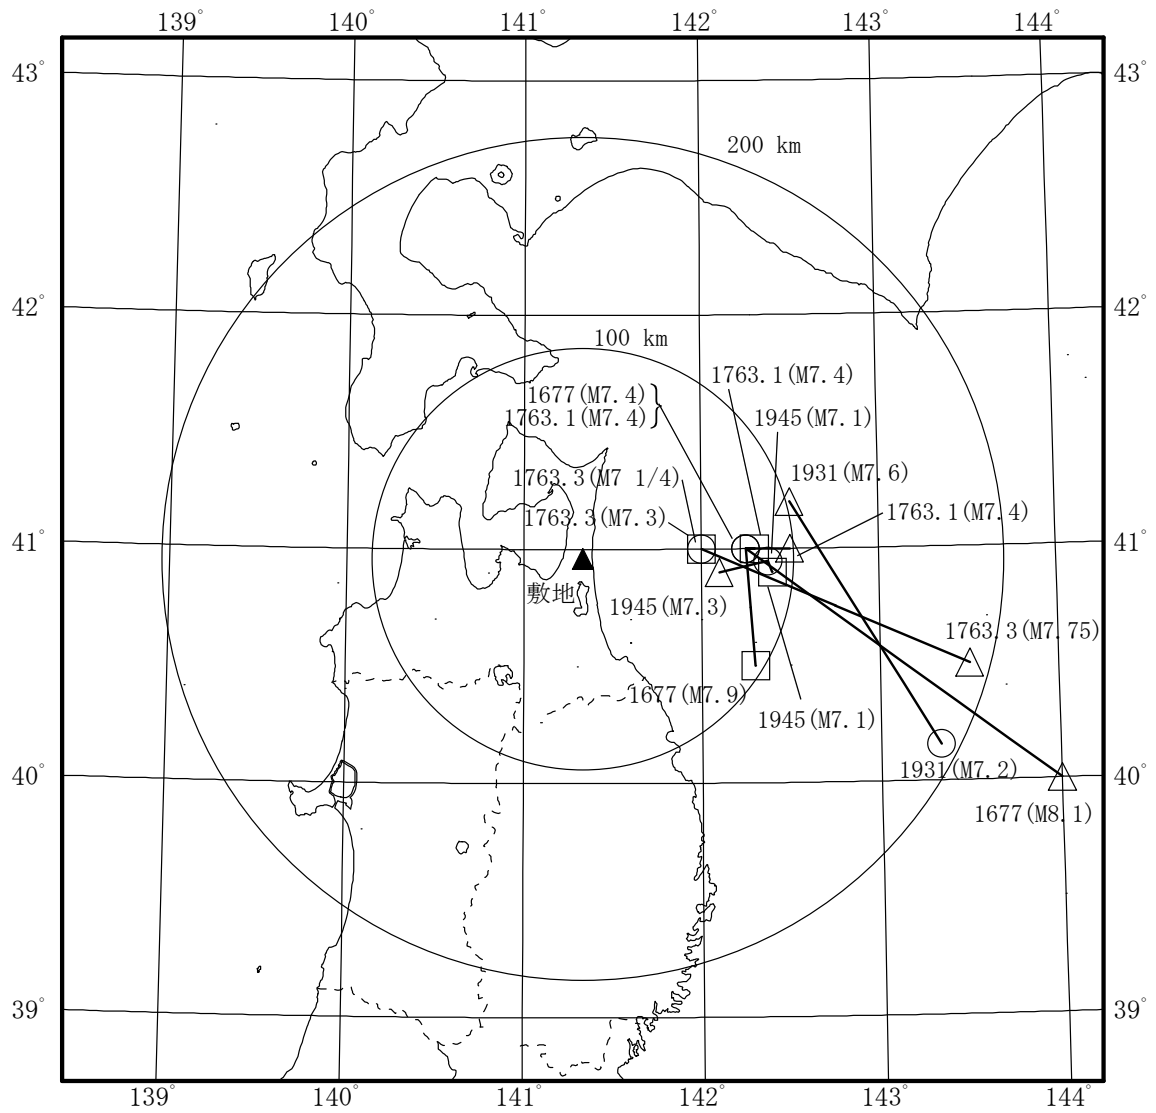 139° 140° 141° 142° 143° 144°
43° 43°
200 km
42° 42°
100 km
1763.1(M7.4)
1677(M7.4)
1763.1(M7.4)
1945(M7.1)
1931(M7.6)
1763.3(M7 1/4)
1763.1(M7.4)
1763.3(M7.3)
41° 41°
敷地
1945(M7.3)
1763.3(M7.75)
1677(M7.9)
1945(M7.1)
1931(M7.2)
40° 40°
1677(M8.1)
39° 39°
139° 140° 141° 142° 143° 144°